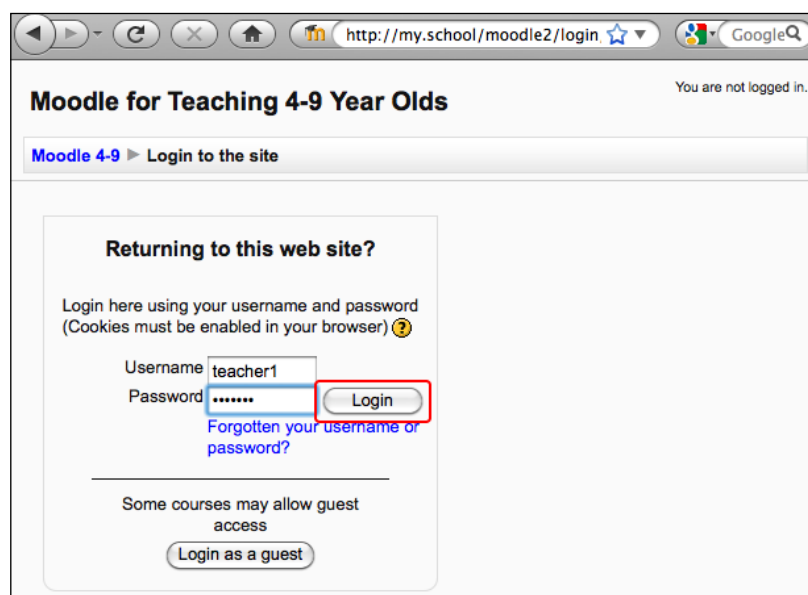 http://my.school/moodle2/login
Google
Moodle for Teaching 4-9 Year Olds
You are not logged in.
Moodle 4-9 ► Login to the site
Returning to this web site?
Login here using your username and password
(Cookies must be enabled in your browser) ?
Username teacher1
Password ••••••• Login
Forgotten your username or
password?
Some courses may allow guest
access
Login as a guest